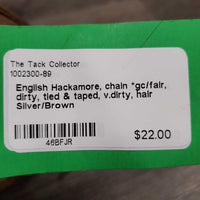 The Tack Collector
1002300-89
English Hackamore, chain *gc/fair,
dirty, tied & taped, v.dirty, hair
Silver/Brown
46BFJR
$22.00